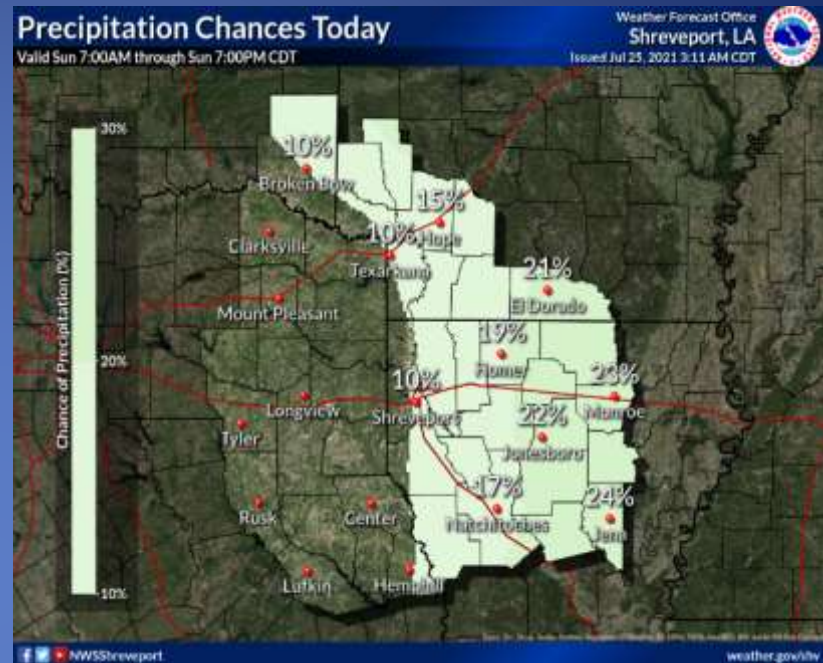 Precipitation Chances Today
Valid Sun 7:00AM through Sun 7:00PM CDT
Weather Forecast Office
Shreveport, LA
Issued Jul 25, 2021 3:11 AM CDT
30%
20%
10%
Chance of Precipitation (%)
10%
Broken Bow
15%
Hope
Clarksville
10%
Texarkana
21%
El Dorado
Mount Pleasant
19%
Homer
10%
Shreveport
23%
Monroe
Longview
Tyler
22%
Jonesboro
17%
Natchitoches
24%
Jena
Rusk
Center
Lufkin
Hemphill
NWSShreveport
weather.gov/shv